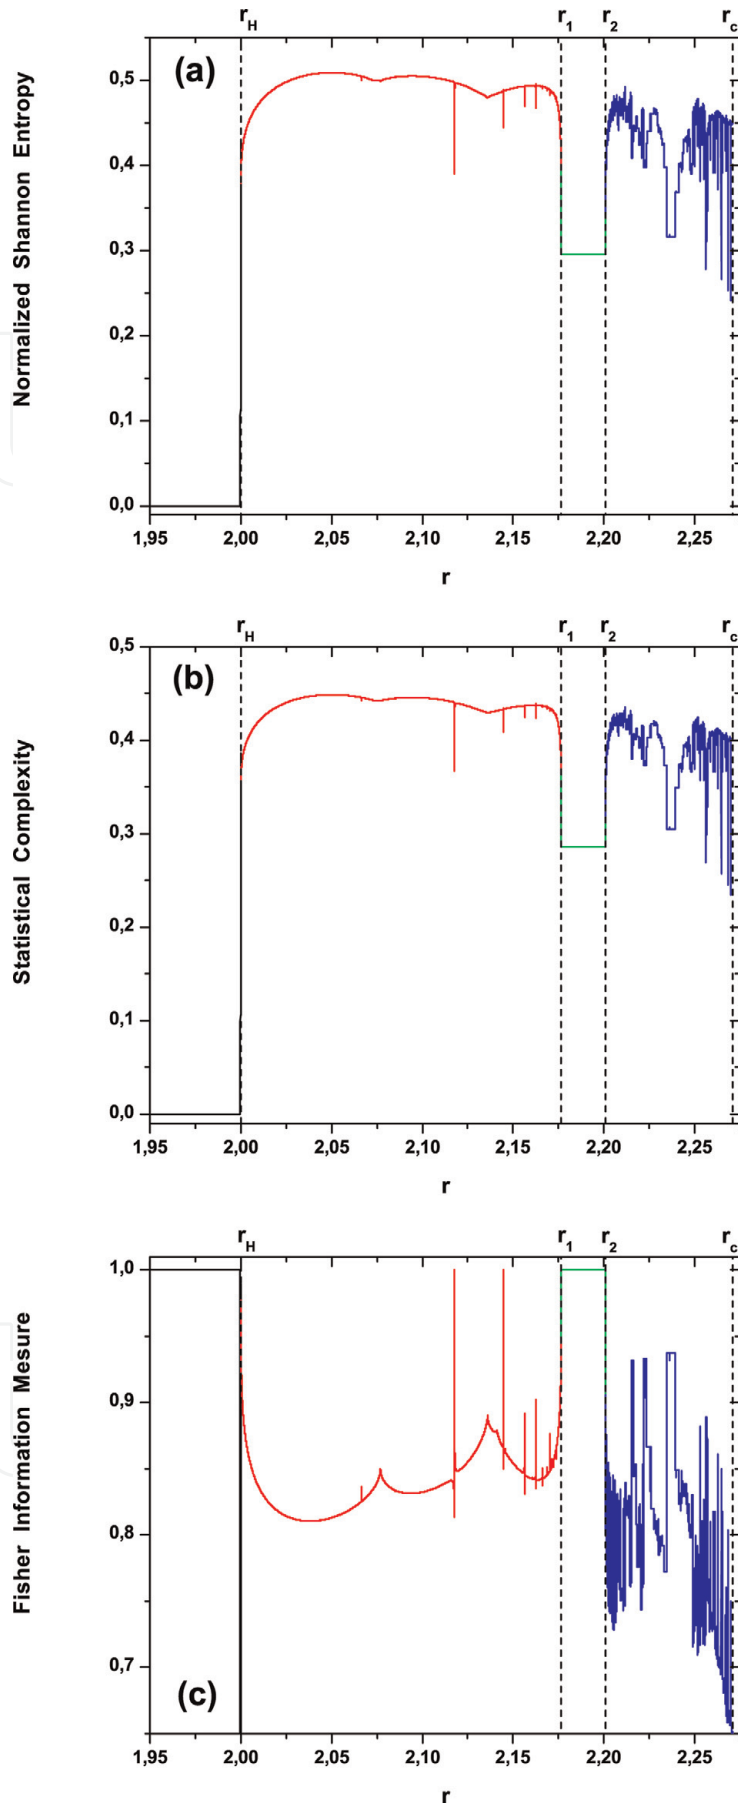 r_H r_1 r_2 r_c
(a)
Normalized Shannon Entropy
0,5
0,4
0,3
0,2
0,1
0,0
1,95 2,00 2,05 2,10 2,15 2,20 2,25
r
r_H r_1 r_2 r_c
(b)
Statistical Complexity
0,5
0,4
0,3
0,2
0,1
0,0
1,95 2,00 2,05 2,10 2,15 2,20 2,25
r
r_H r_1 r_2 r_c
Fisher Information Mesure
1,0
0,9
0,8
0,7
(c)
1,95 2,00 2,05 2,10 2,15 2,20 2,25
r